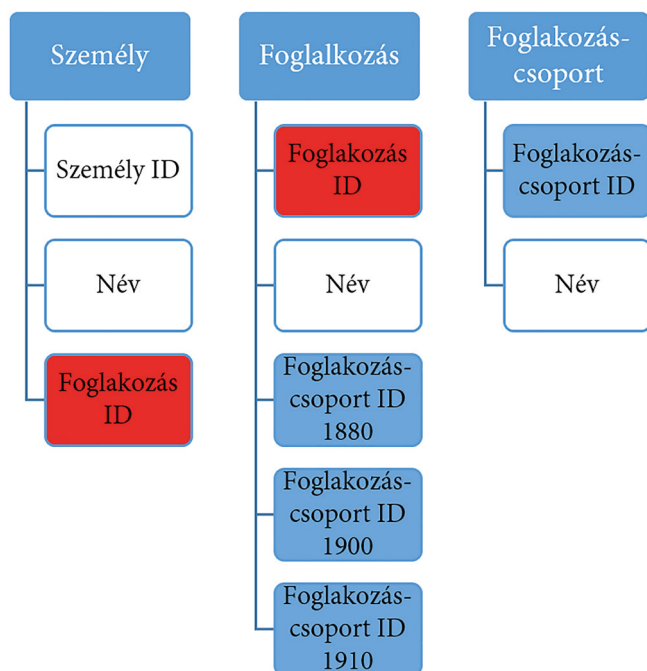 Személy
Személy ID
Név
Foglakozás
ID
Foglalkozás
Foglakozás
ID
Név
Foglakozás-
csoport ID
1880
Foglakozás-
csoport ID
1900
Foglakozás-
csoport ID
1910
Foglakozás-
csoport
Foglakozás-
csoport ID
Név